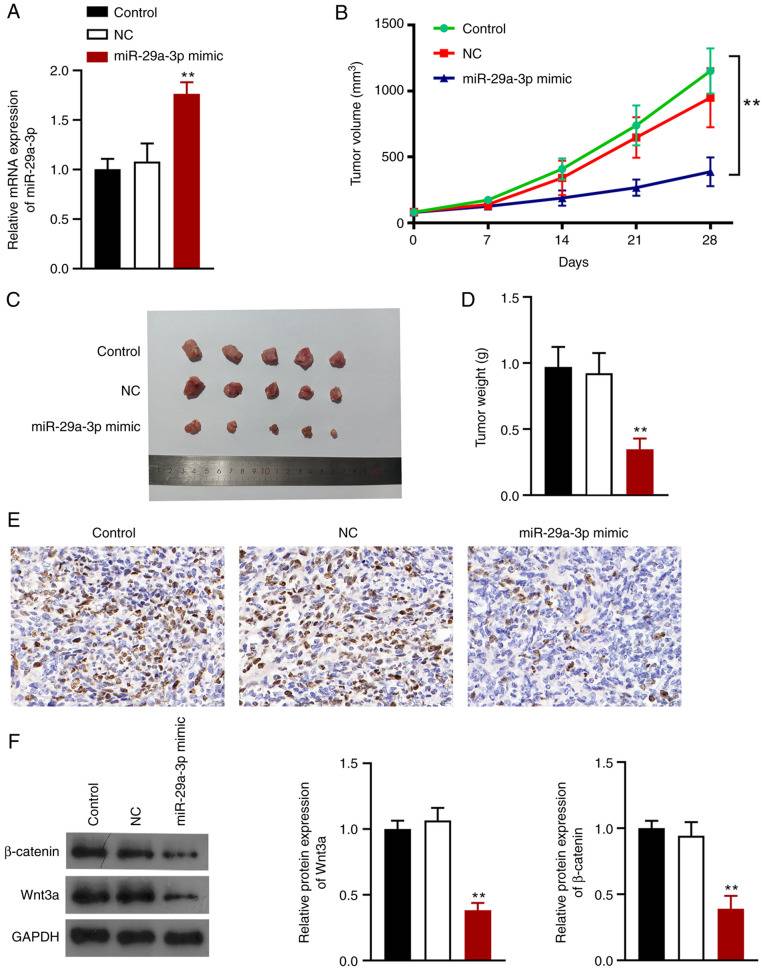 A
Control
NC
miR-29a-3p mimic
Relative mRNA expression
of miR-29a-3p
2.0
1.5
1.0
0.5
0.0
**
B
Control
NC
miR-29a-3p mimic
Tumor volume (mm³)
1500
1000
500
0
**
0 7 14 21 28
Days
C
Control
NC
miR-29a-3p mimic
D
Tumor weight (g)
1.5
1.0
0.5
0.0
**
E
Control
NC
miR-29a-3p mimic
F
Control
NC
miR-29a-3p mimic
β-catenin
Wnt3a
GAPDH
Relative protein expression
of Wnt3a
1.5
1.0
0.5
0.0
**
Relative protein expression
of β-catenin
1.5
1.0
0.5
0.0
**